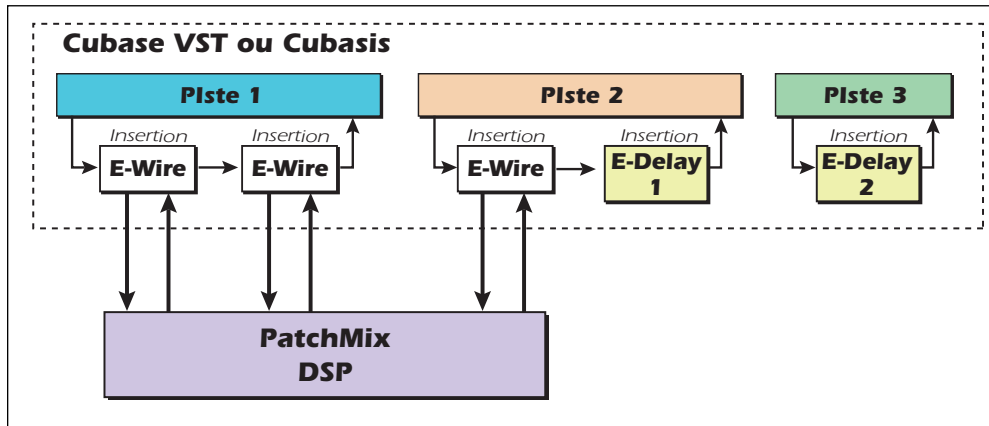 Cubase VST ou Cubasis
PIste 1
PIste 2
PIste 3
Insertion
Insertion
Insertion
Insertion
Insertion
E-Wire
E-Wire
E-Wire
E-Delay
1
E-Delay
2
PatchMix
DSP